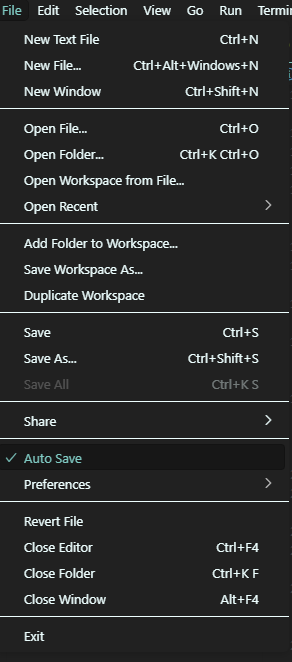 File Edit Selection View Go Run
New Text File Ctrl+N
New File... Ctrl+Alt+Windows+N
New Window Ctrl+Shift+N
Open File... Ctrl+O
Open Folder... Ctrl+K Ctrl+O
Open Workspace from File...
Open Recent
Add Folder to Workspace...
Save Workspace As...
Duplicate Workspace
Save Ctrl+S
Save As... Ctrl+Shift+S
Save All Ctrl+K S
Share
Auto Save
Preferences
Revert File
Close Editor Ctrl+F4
Close Folder Ctrl+K F
Close Window Alt+F4
Exit